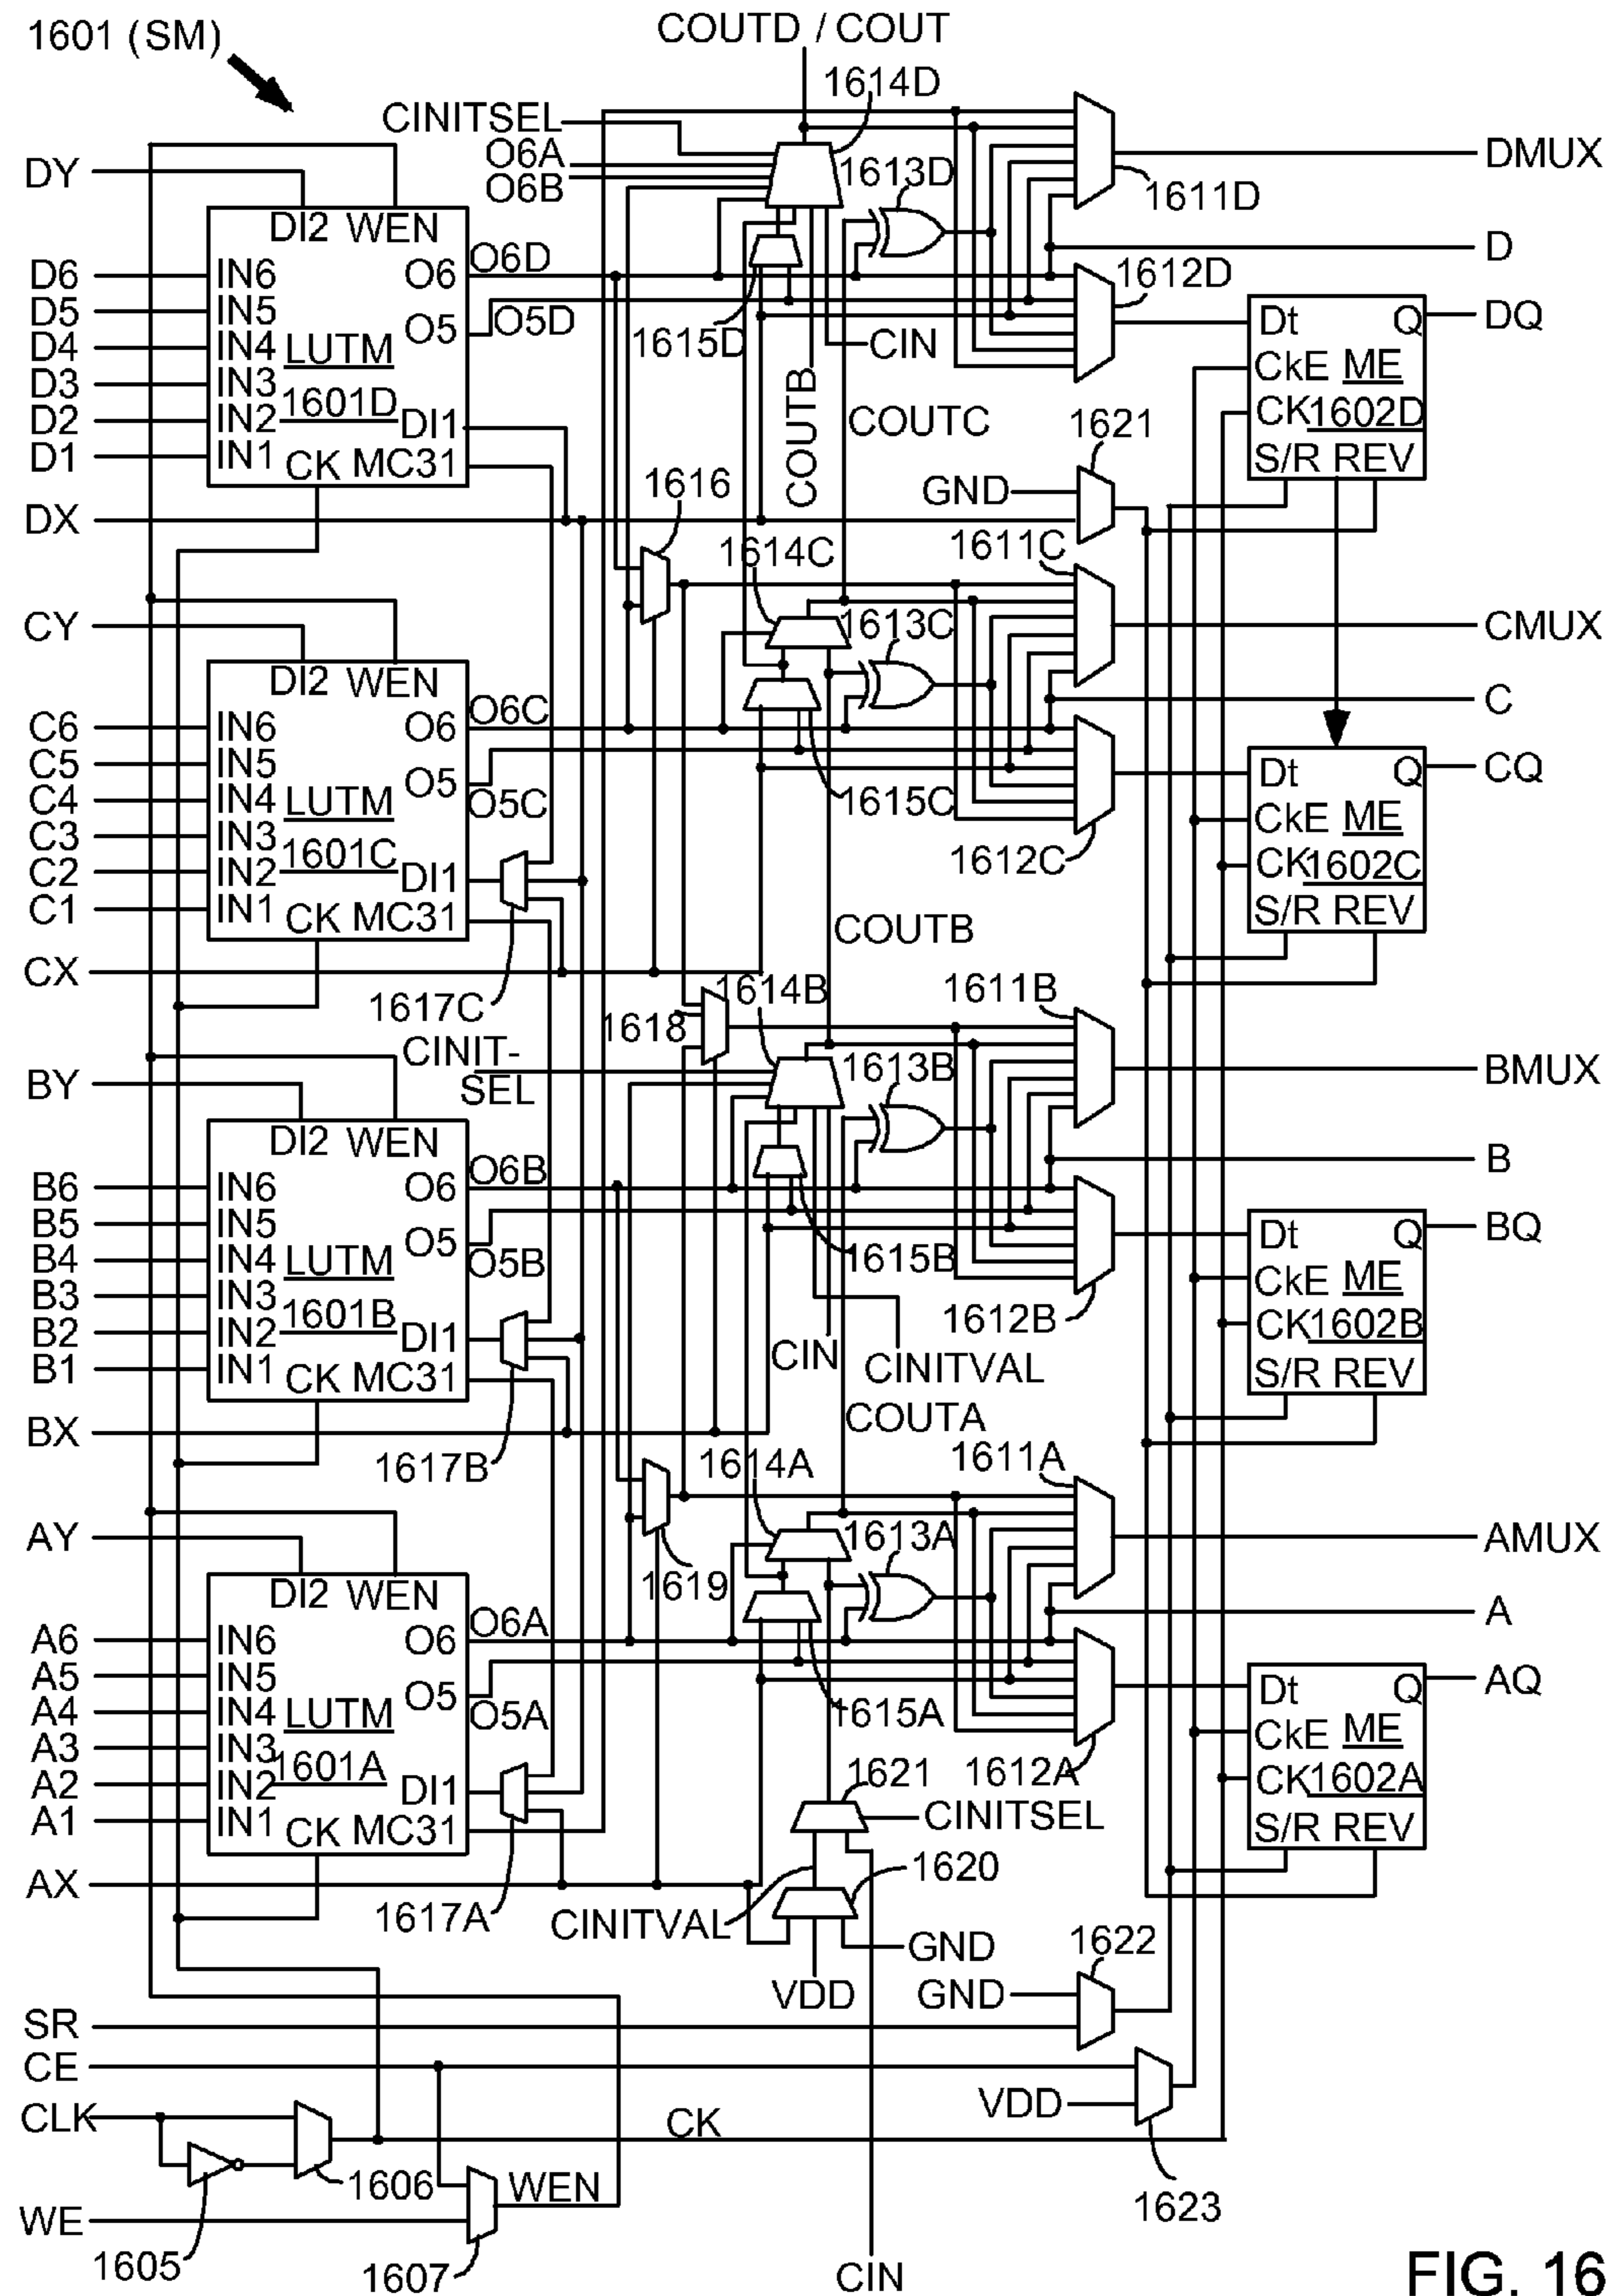 1601 (SM)
COUTD / COUT
1614D
CINITSEL
O6A
O6B
1613D
DMUX
1611D
DY
DI2 WEN
D
O6 O6D
1612D
D6 IN6
D5 IN5
O5 O5D
D4 IN4 LUTM
1615D
CIN
Dt Q DQ
CkE ME
D3 IN3
D2 IN2 1601D DI1
COUTB
COUTC
1621
CK 1602D
D1 IN1 CK MC31
S/R REV
1616
GND
DX
1614C
1611C
CY
1613C
CMUX
DI2 WEN
O6C
C
C6 IN6 O6
C5 IN5
O5
O5C
Dt Q CQ
C4 IN4 LUTM
1615C
CkE ME
C3 IN3
1612C
C2 IN2 1601C DI1
CK 1602C
C1 IN1 CK MC31
S/R REV
COUTB
CX
1617C
1614B
1611B
1618
CINIT-
SEL
1613B
BMUX
BY
DI2 WEN
O6B
B
B6 IN6 O6
B5 IN5
O5
O5B
Dt Q BQ
B4 IN4 LUTM
1615B
CkE ME
B3 IN3
1612B
B2 IN2 1601B DI1
CK 1602B
B1 IN1 CK MC31
CIN
CINITVAL
S/R REV
COUTA
BX
1617B
1614A
1611A
AY
1613A
AMUX
1619
DI2 WEN
O6A
A
A6 IN6 O6
A5 IN5
O5
O5A
Dt Q AQ
A4 IN4 LUTM
1615A
CkE ME
A3 IN3
1612A
1621
A2 IN2 1601A DI1
CK 1602A
A1 IN1 CK MC31
CINITSEL
S/R REV
1620
AX
1617A
CINITVAL
GND
1622
VDD
GND
SR
CE
VDD
CLK
CK
1606
WEN
1623
WE
1605
1607
CIN
FIG. 16